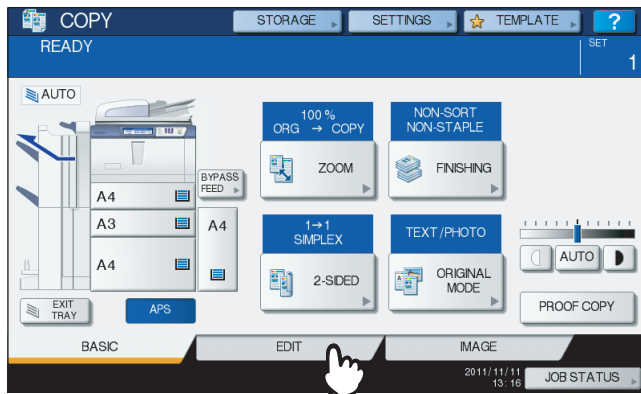 COPY
STORAGE
SETTINGS
TEMPLATE
?
READY
SET
1
AUTO
100 %
ORG → COPY
NON-SORT
NON-STAPLE
ZOOM
FINISHING
BYPASS
FEED
A4
A3
A4
A4
1→1
SIMPLEX
TEXT/PHOTO
2-SIDED
ORIGINAL
MODE
AUTO
EXIT
TRAY
APS
PROOF COPY
BASIC
EDIT
IMAGE
2011/11/11
13:16
JOB STATUS